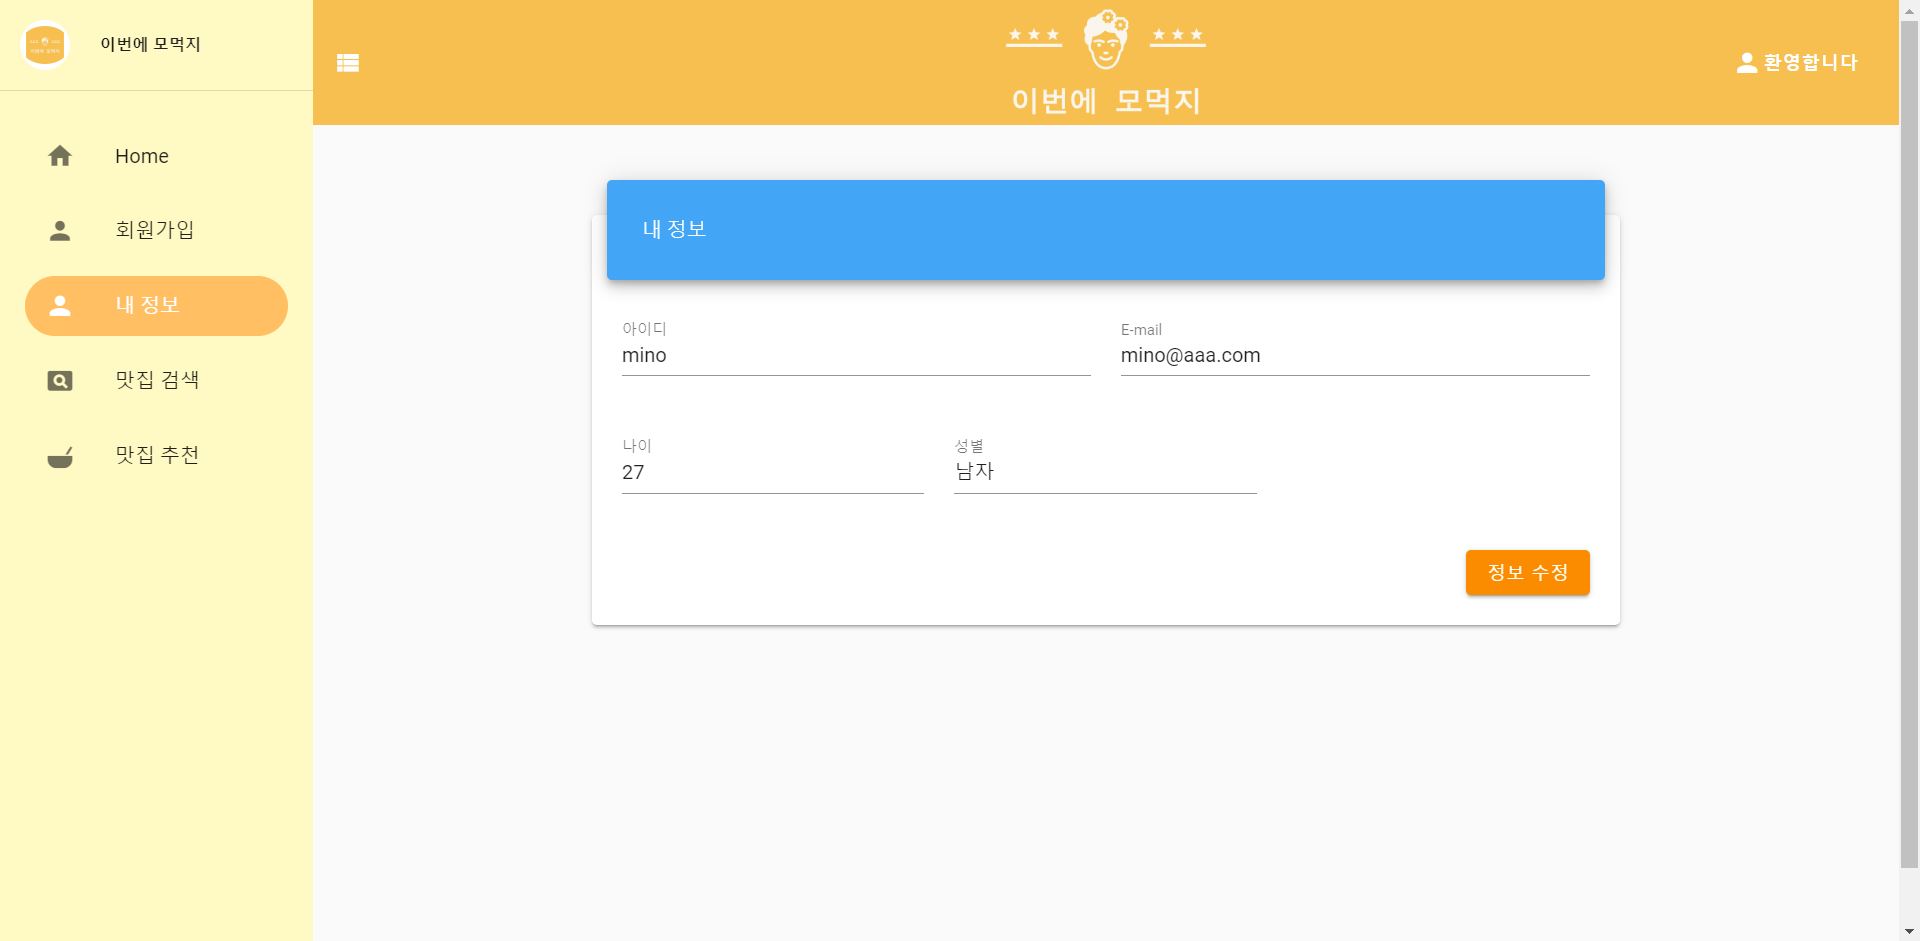 이번에 모먹지
Home
회원가입
내 정보
맛집 검색
맛집 추천
이번에 모먹지
환영합니다
내 정보
아이디
mino
E-mail
mino@aaa.com
나이
27
성별
남자
정보 수정